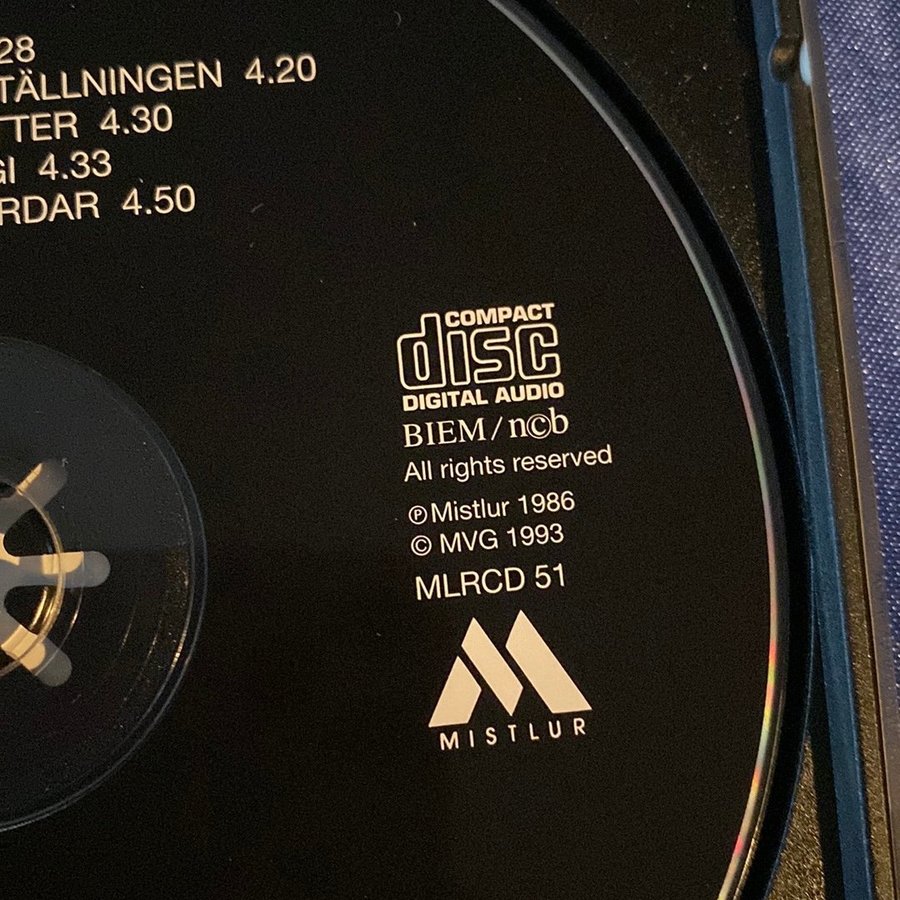 28
TÄLLNINGEN 4.20
TTER 4.30
GI 4.33
RDAR 4.50
COMPACT
disc
DIGITAL AUDIO
BIEM/n©b
All rights reserved
℗ Mistlur 1986
© MVG 1993
MLRCD 51
MISTLUR